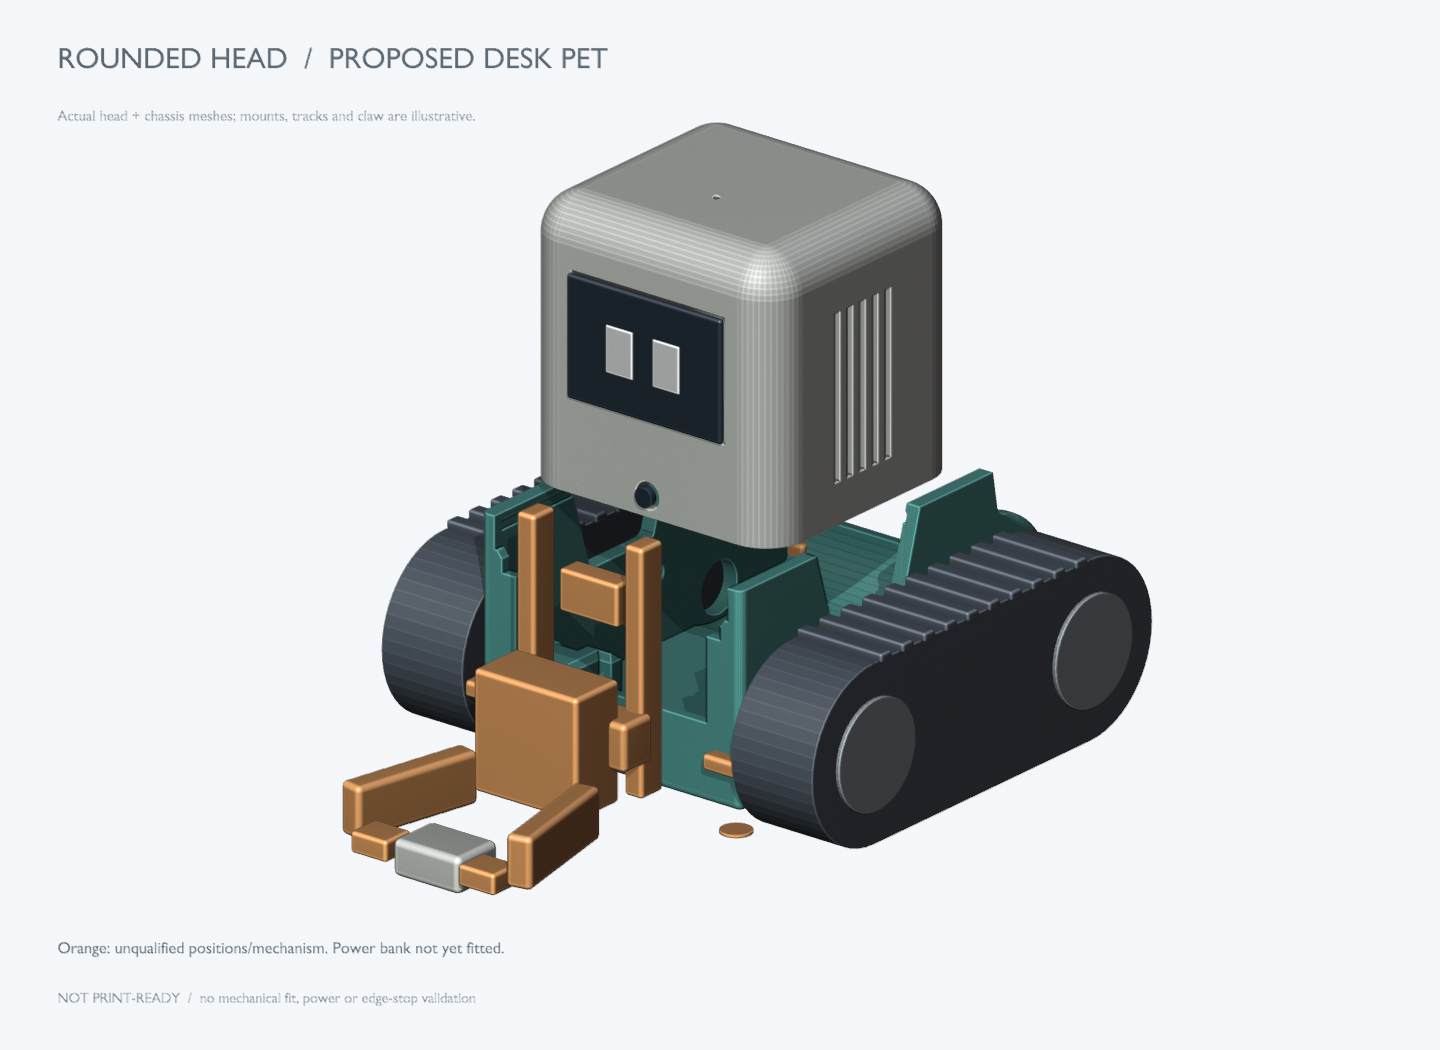 ROUNDED HEAD / PROPOSED DESK PET
Actual head + chassis meshes; mounts, tracks and claw are illustrative.
Orange: unqualified positions/mechanism. Power bank not yet fitted.
NOT PRINT-READY / no mechanical fit, power or edge-stop validation